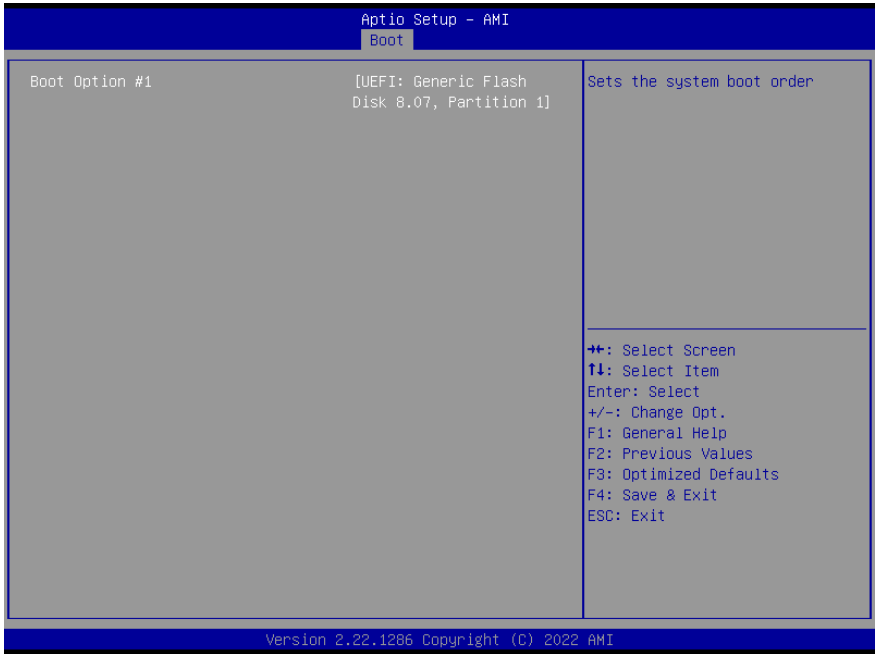 Aptio Setup – AMI
Boot
Boot Option #1
[UEFI: Generic Flash
Disk 8.07, Partition 1]
Sets the system boot order
→←: Select Screen
↑↓: Select Item
Enter: Select
+/-: Change Opt.
F1: General Help
F2: Previous Values
F3: Optimized Defaults
F4: Save & Exit
ESC: Exit
Version 2.22.1286 Copyright (C) 2022 AMI